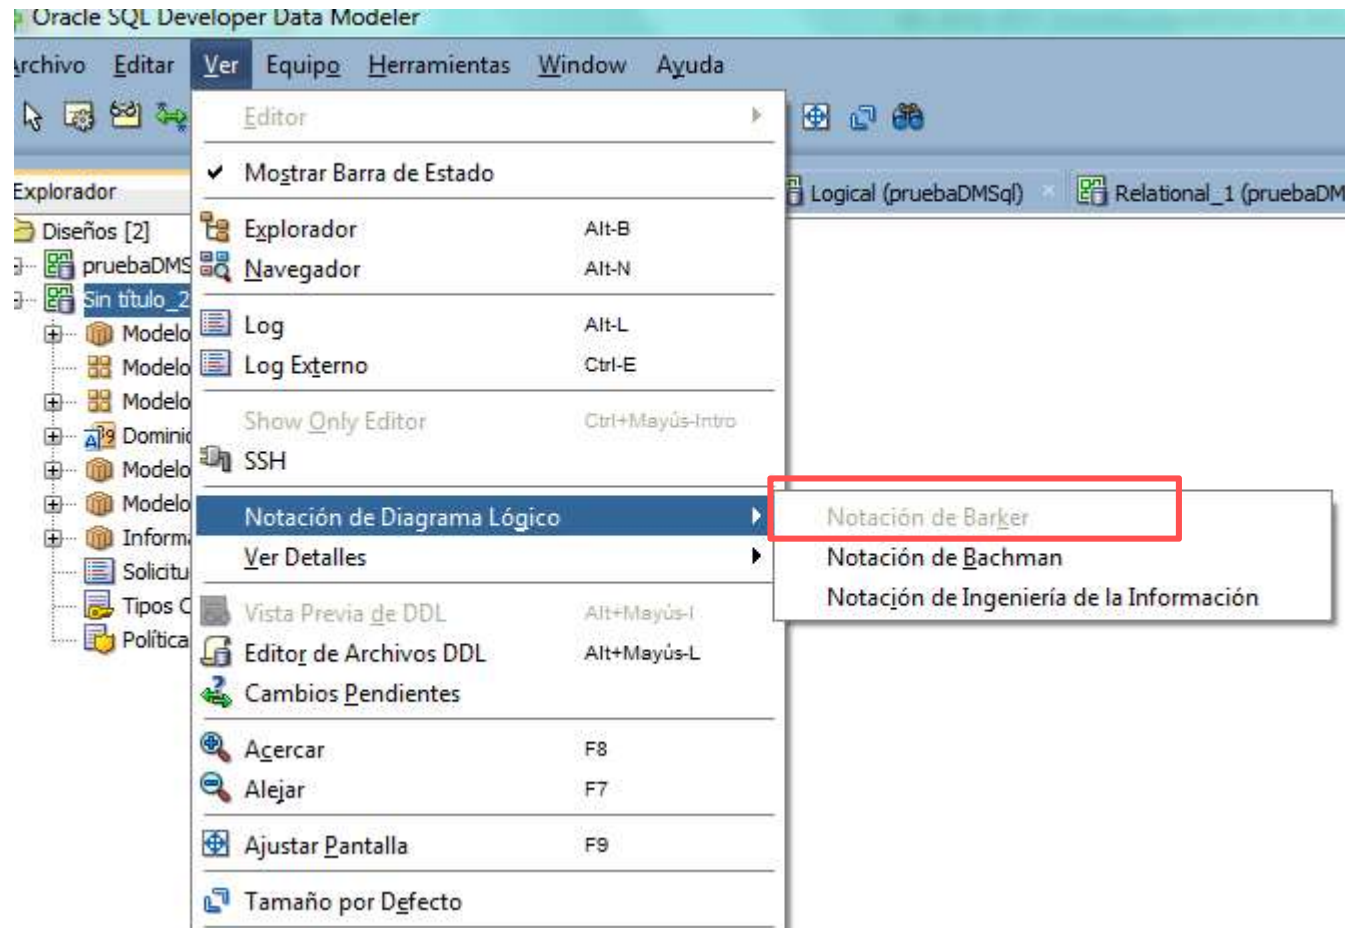 Oracle SQL Developer Data Modeler
Archivo Editar Ver Equipo Herramientas Window Ayuda
Editor
Mostrar Barra de Estado
Explorador Alt-B
Navegador Alt-N
Log Alt-L
Log Externo Ctrl-E
Show Only Editor Ctrl+Mayús-Intro
SSH
Notación de Diagrama Lógico
Ver Detalles
Vista Previa de DDL Alt+Mayús-I
Editor de Archivos DDL Alt+Mayús-L
Cambios Pendientes
Acercar F8
Alejar F7
Ajustar Pantalla F9
Tamaño por Defecto
Notación de Barker
Notación de Bachman
Notación de Ingeniería de la Información
Logical (pruebaDMSql) Relational_1 (pruebaDM
Explorador
Diseños [2]
pruebaDMS
Sin título_2
Modelo
Modelo
Modelo
Dominio
Modelo
Modelo
Informa
Solicitu
Tipos
Política